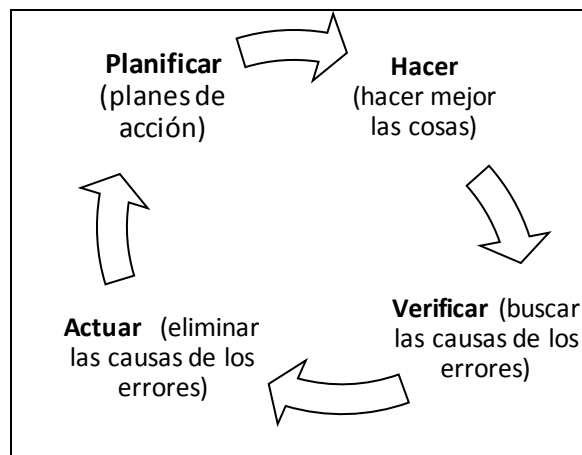 Planificar
(planes de
acción)
Hacer
(hacer mejor
las cosas)
Verificar (buscar
las causas de los
errores)
Actuar (eliminar
las causas de los
errores)